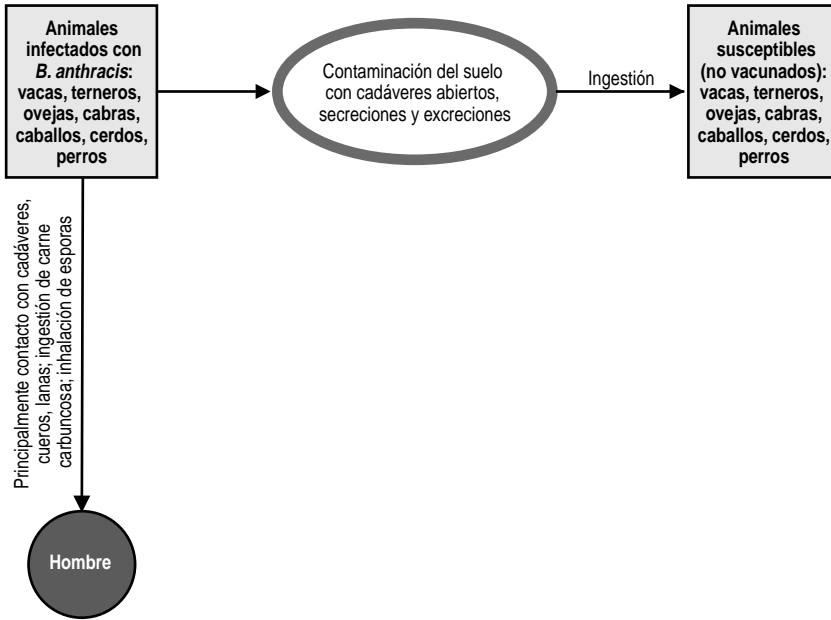 Animales
infectados con
B. anthracis:
vacas, terneros,
ovejas, cabras,
caballos, cerdos,
perros
Contaminación del suelo
con cadáveres abiertos,
secreciones y excreciones
Ingestión
Animales
susceptibles
(no vacunados):
vacas, terneros,
ovejas, cabras,
caballos, cerdos,
perros
Principalmente contacto con cadáveres,
cueros, lanas; ingestión de carne
carbuncosa; inhalación de esporas
Hombre